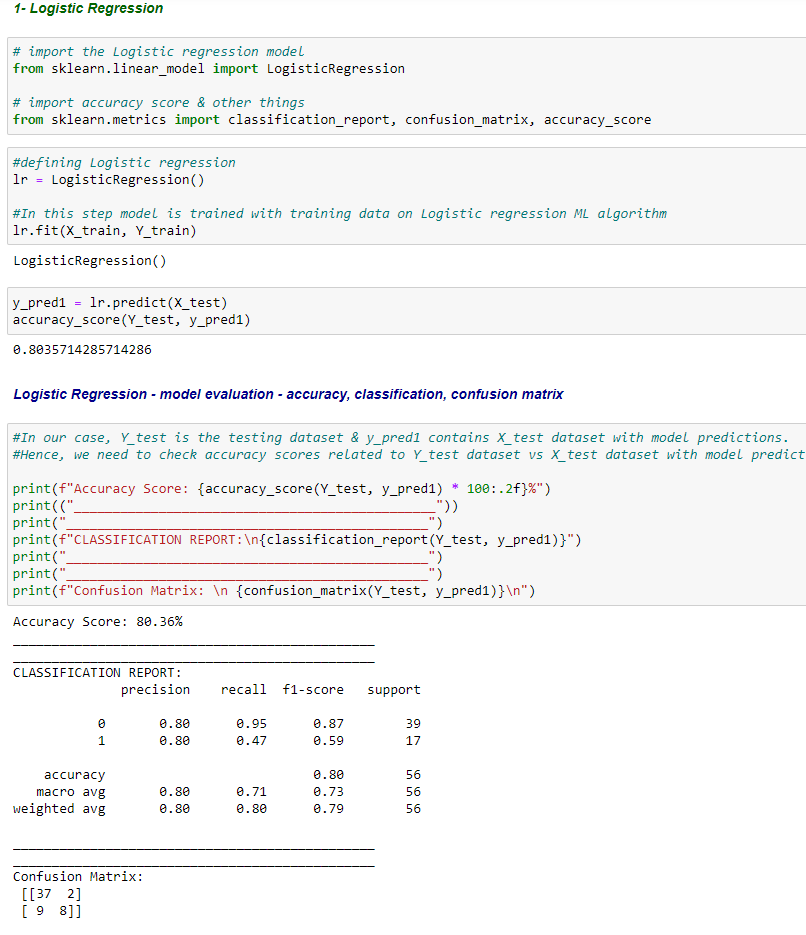 1- Logistic Regression
# import the Logistic regression model
from sklearn.linear_model import LogisticRegression
# import accuracy score & other things
from sklearn.metrics import classification_report, confusion_matrix, accuracy_score
#defining Logistic regression
lr = LogisticRegression()
#In this step model is trained with training data on Logistic regression ML algorithm
lr.fit(X_train, Y_train)
LogisticRegression()
y_pred1 = lr.predict(X_test)
accuracy_score(Y_test, y_pred1)
0.8035714285714286
Logistic Regression - model evaluation - accuracy, classification, confusion matrix
#In our case, Y_test is the testing dataset & y_pred1 contains X_test dataset with model predictions.
#Hence, we need to check accuracy scores related to Y_test dataset vs X_test dataset with model predict
print(f"Accuracy Score: {accuracy_score(Y_test, y_pred1) * 100:.2f}%")
print(("_______________________________________________"))
print("_______________________________________________")
print(f"CLASSIFICATION REPORT:\n{classification_report(Y_test, y_pred1)}")
print("_______________________________________________")
print("_______________________________________________")
print(f"Confusion Matrix: \n {confusion_matrix(Y_test, y_pred1)}\n")
Accuracy Score: 80.36%
_______________________________________________
_______________________________________________
CLASSIFICATION REPORT:
              precision    recall  f1-score   support
           0       0.80      0.95      0.87        39
           1       0.80      0.47      0.59        17
    accuracy                           0.80        56
   macro avg       0.80      0.71      0.73        56
weighted avg       0.80      0.80      0.79        56
_______________________________________________
_______________________________________________
Confusion Matrix:
 [[37  2]
 [ 9  8]]